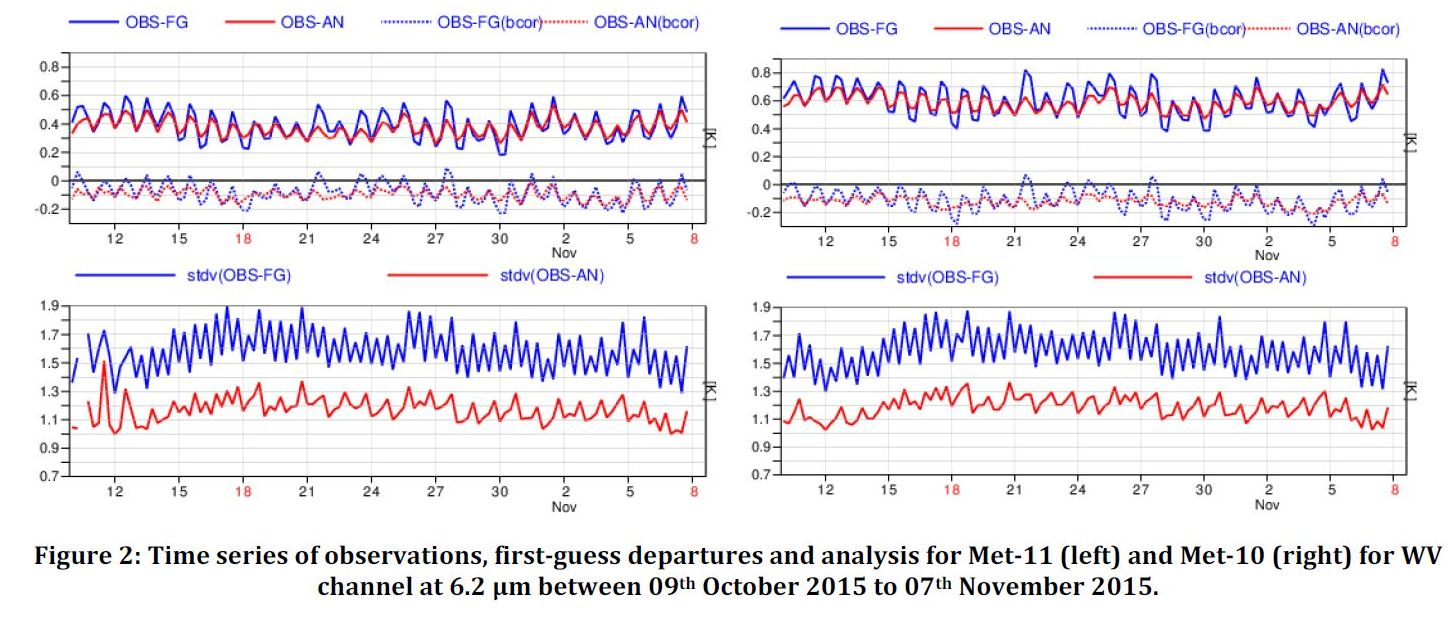 OBS-FG OBS-AN OBS-FG(bcor) OBS-AN(bcor)
0.8
0.6
0.4
0.2
0
-0.2
[K]
12 15 18 21 24 27 30 2 5 8
Nov
stdv(OBS-FG) stdv(OBS-AN)
1.9
1.7
1.5
1.3
1.1
0.9
0.7
[K]
12 15 18 21 24 27 30 2 5 8
Nov
OBS-FG OBS-AN OBS-FG(bcor) OBS-AN(bcor)
0.8
0.6
0.4
0.2
0
-0.2
[K]
12 15 18 21 24 27 30 2 5 8
Nov
stdv(OBS-FG) stdv(OBS-AN)
1.9
1.7
1.5
1.3
1.1
0.9
0.7
[K]
12 15 18 21 24 27 30 2 5 8
Nov
Figure 2: Time series of observations, first-guess departures and analysis for Met-11 (left) and Met-10 (right) for WV
channel at 6.2 µm between 09th October 2015 to 07th November 2015.